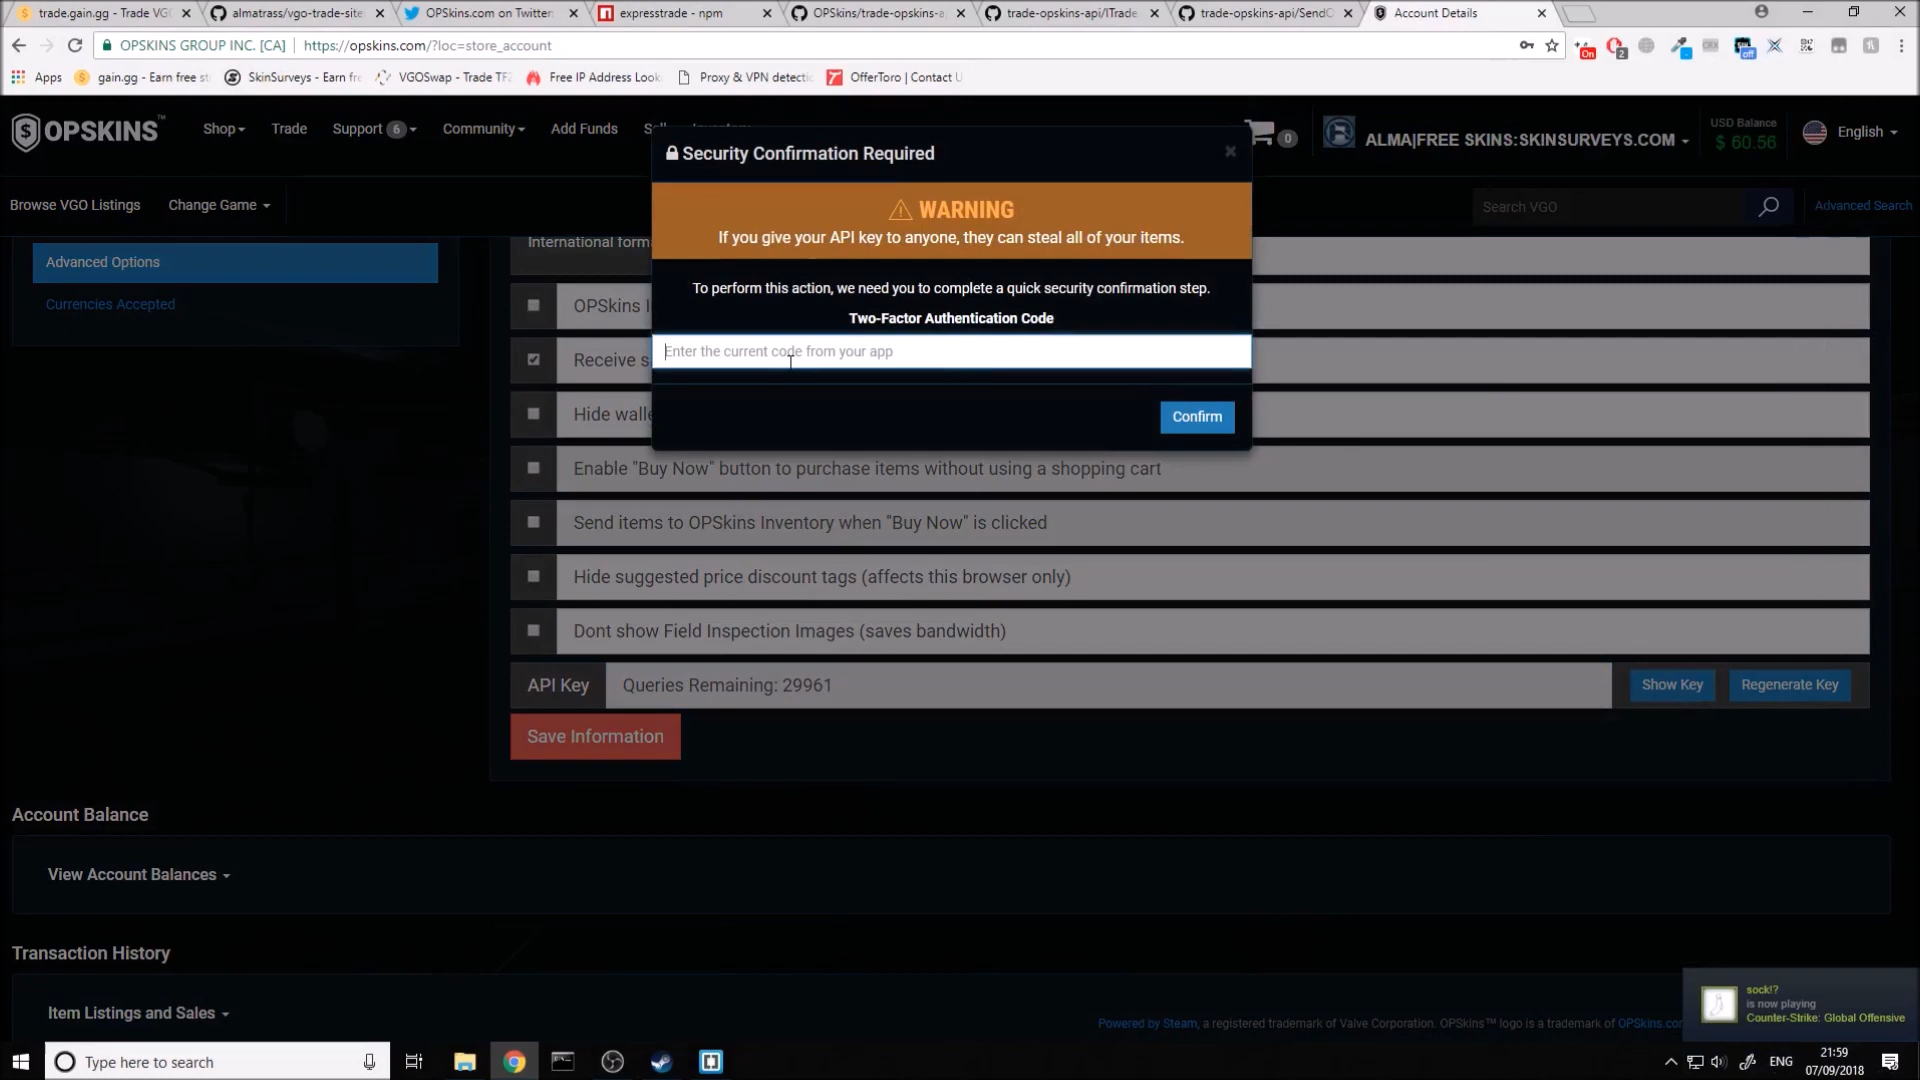 trade.gain.gg - Trade VG
almatrass/vgo-trade-site
OPSkins.com on Twitter
expresstrade - npm
OPSkins/trade-opskins-a
trade-opskins-api/ITrade
trade-opskins-api/SendO
Account Details
OPSKINS GROUP INC. [CA] | https://opskins.com/?loc=store_account
On
2
off
Apps
gain.gg - Earn free s
SkinSurveys - Earn fre
VGOSwap - Trade TF2
Free IP Address Look
Proxy & VPN detecti
OfferToro | Contact U
OPSKINS™
Shop
Trade
Support 6
Community
Add Funds
Sell
Inventory
0
ALMA|FREE SKINS:SKINSURVEYS.COM
USD Balance
$ 60.56
English
Browse VGO Listings
Change Game
Search VGO
Advanced Search
Security Confirmation Required
×
WARNING
If you give your API key to anyone, they can steal all of your items.
To perform this action, we need you to complete a quick security confirmation step.
Two-Factor Authentication Code
Enter the current code from your app
Confirm
Advanced Options
Currencies Accepted
International form
OPSkins I
Receive s
Hide walle
Enable "Buy Now" button to purchase items without using a shopping cart
Send items to OPSkins Inventory when "Buy Now" is clicked
Hide suggested price discount tags (affects this browser only)
Dont show Field Inspection Images (saves bandwidth)
API Key
Queries Remaining: 29961
Show Key
Regenerate Key
Save Information
Account Balance
View Account Balances
Transaction History
Item Listings and Sales
Powered by Steam, a registered trademark of Valve Corporation. OPSkins™ logo is a trademark of OPSkins.com
sock!?
is now playing
Counter-Strike: Global Offensive
Type here to search
ENG
21:59
07/09/2018